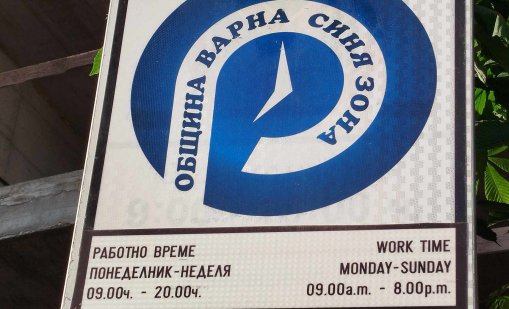 ОБЩИНА ВАРНА СИНЯ ЗОНА
РАБОТНО ВРЕМЕ
ПОНЕДЕЛНИК-НЕДЕЛЯ
09.00ч. - 20.00ч.
WORK TIME
MONDAY-SUNDAY
09.00a.m. - 8.00p.m.